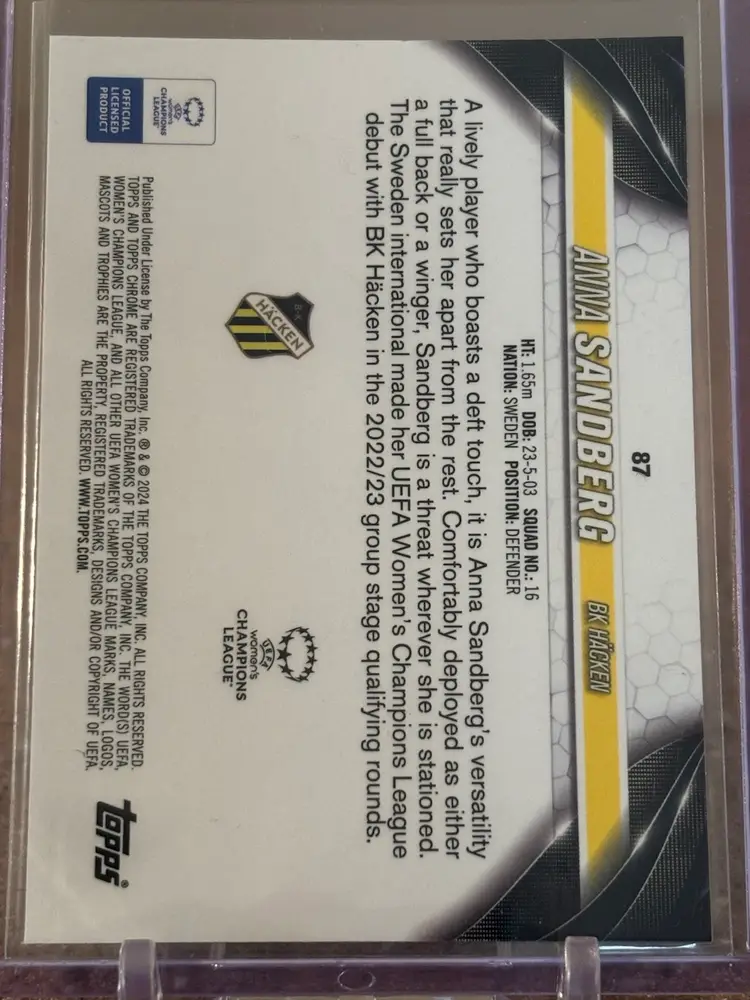 87
ANNA SANDBERG BK HÄCKEN
HT: 1.65m DOB: 23-5-03 SQUAD NO.: 16
NATION: SWEDEN POSITION: DEFENDER
A lively player who boasts a deft touch, it is Anna Sandberg's versatility
that really sets her apart from the rest. Comfortably deployed as either
a full back or a winger, Sandberg is a threat wherever she is stationed.
The Sweden international made her UEFA Women's Champions League
debut with BK Häcken in the 2022/23 group stage qualifying rounds.
B·K
HÄCKEN
women's
UEFA
CHAMPIONS
LEAGUE™
women's
UEFA
CHAMPIONS
LEAGUE™
OFFICIAL
LICENSED
PRODUCT
Published Under License by The Topps Company, Inc. ® & © 2024 THE TOPPS COMPANY, INC. ALL RIGHTS RESERVED.
TOPPS AND TOPPS CHROME ARE REGISTERED TRADEMARKS OF THE TOPPS COMPANY, INC. THE WORD(S) UEFA,
WOMEN'S CHAMPIONS LEAGUE, AND ALL OTHER UEFA WOMEN'S CHAMPIONS LEAGUE MARKS, NAMES, LOGOS,
MASCOTS AND TROPHIES ARE THE PROPERTY, REGISTERED TRADEMARKS, DESIGNS AND/OR COPYRIGHT OF UEFA.
ALL RIGHTS RESERVED. WWW.TOPPS.COM.
topps®